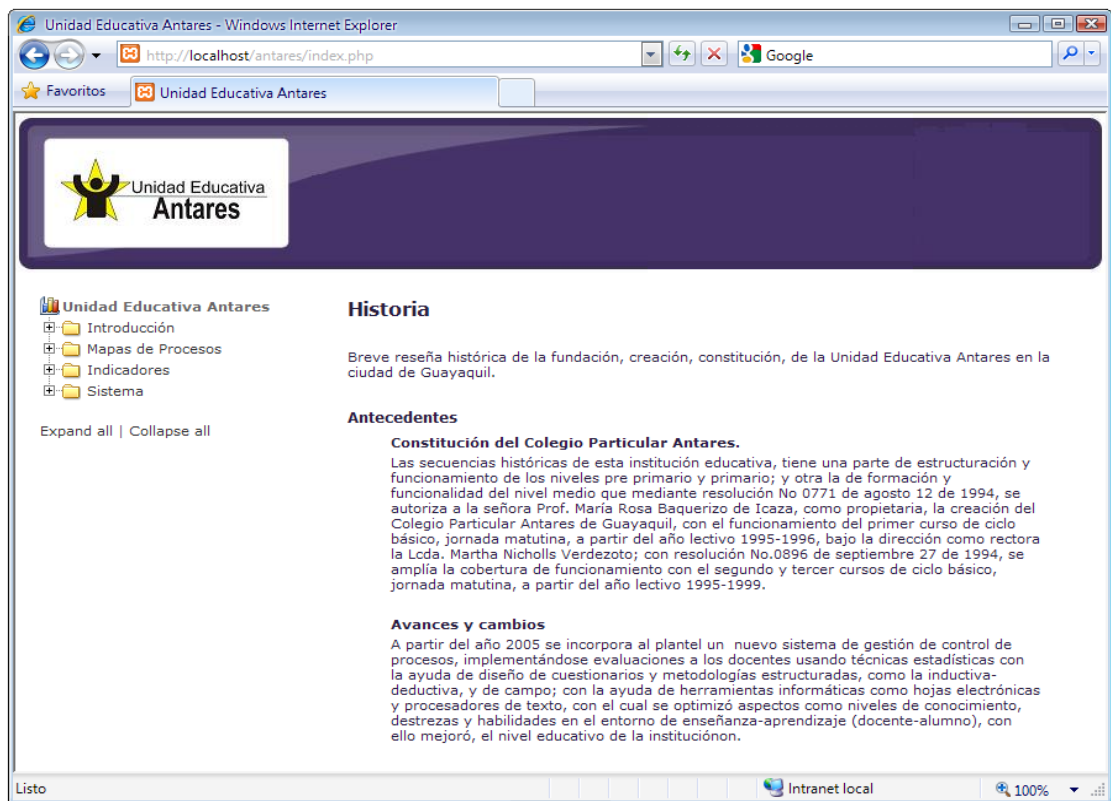 Unidad Educativa Antares - Windows Internet Explorer
http://localhost/antares/index.php
Google
Favoritos
Unidad Educativa Antares
Unidad Educativa
Antares
Unidad Educativa Antares
Introducción
Mapas de Procesos
Indicadores
Sistema
Expand all | Collapse all
Historia
Breve reseña histórica de la fundación, creación, constitución, de la Unidad Educativa Antares en la
ciudad de Guayaquil.
Antecedentes
Constitución del Colegio Particular Antares.
Las secuencias históricas de esta institución educativa, tiene una parte de estructuración y
funcionamiento de los niveles pre primario y primario; y otra la de formación y
funcionalidad del nivel medio que mediante resolución No 0771 de agosto 12 de 1994, se
autoriza a la señora Prof. María Rosa Baquerizo de Icaza, como propietaria, la creación del
Colegio Particular Antares de Guayaquil, con el funcionamiento del primer curso de ciclo
básico, jornada matutina, a partir del año lectivo 1995-1996, bajo la dirección como rectora
la Lcda. Martha Nicholls Verdezoto; con resolución No.0896 de septiembre 27 de 1994, se
amplía la cobertura de funcionamiento con el segundo y tercer cursos de ciclo básico,
jornada matutina, a partir del año lectivo 1995-1999.
Avances y cambios
A partir del año 2005 se incorpora al plantel un  nuevo sistema de gestión de control de
procesos, implementándose evaluaciones a los docentes usando técnicas estadísticas con
la ayuda de diseño de cuestionarios y metodologías estructuradas, como la inductiva-
deductiva, y de campo; con la ayuda de herramientas informáticas como hojas electrónicas
y procesadores de texto, con el cual se optimizó aspectos como niveles de conocimiento,
destrezas y habilidades en el entorno de enseñanza-aprendizaje (docente-alumno), con
ello mejoró, el nivel educativo de la instituciónon.
Listo
Intranet local
100%